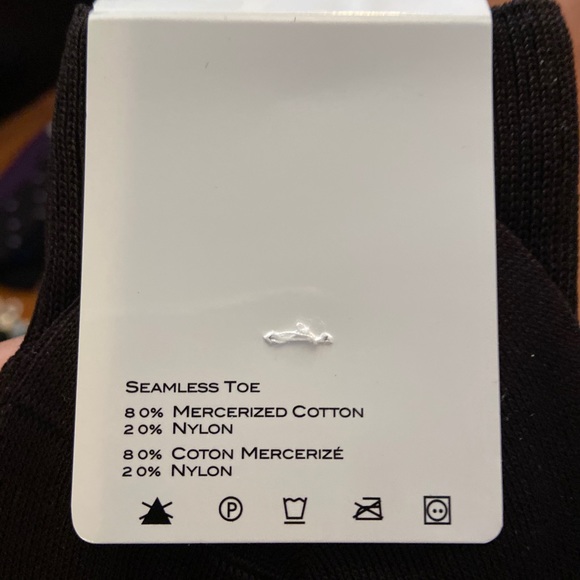 SEAMLESS TOE
80% MERCERIZED COTTON
20% NYLON
80% COTON MERCERIZÉ
20% NYLON
P